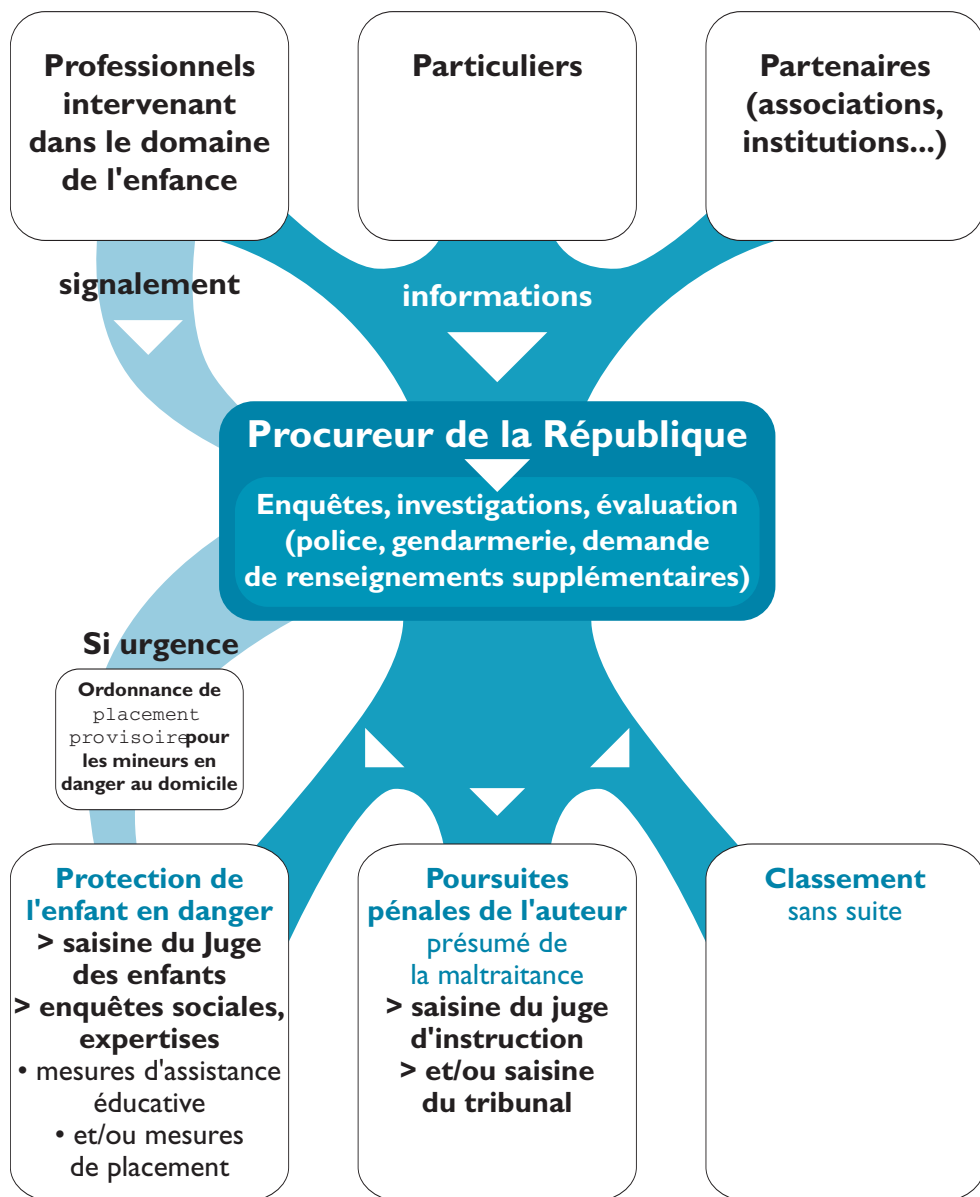 Professionnels
intervenant
dans le domaine
de l'enfance
Particuliers
Partenaires
(associations,
institutions...)
signalement
informations
Procureur de la République
Enquêtes, investigations, évaluation
(police, gendarmerie, demande
de renseignements supplémentaires)
Si urgence
Ordonnance de
placement
provisoirepour
les mineurs en
danger au domicile
Protection de
l'enfant en danger
> saisine du Juge
des enfants
> enquêtes sociales,
expertises
• mesures d'assistance
éducative
• et/ou mesures
de placement
Poursuites
pénales de l'auteur
présumé de
la maltraitance
> saisine du juge
d'instruction
> et/ou saisine
du tribunal
Classement
sans suite